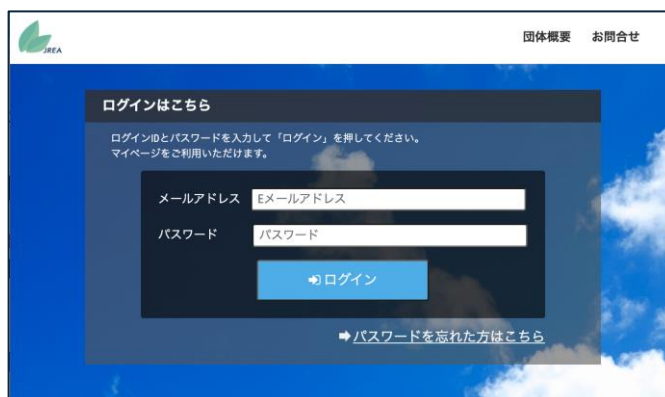 JREA
団体概要 お問合せ
ログインはこちら
ログインIDとパスワードを入力して「ログイン」を押してください。
マイページをご利用いただけます。
メールアドレス Eメールアドレス
パスワード パスワード
ログイン
パスワードを忘れた方はこちら